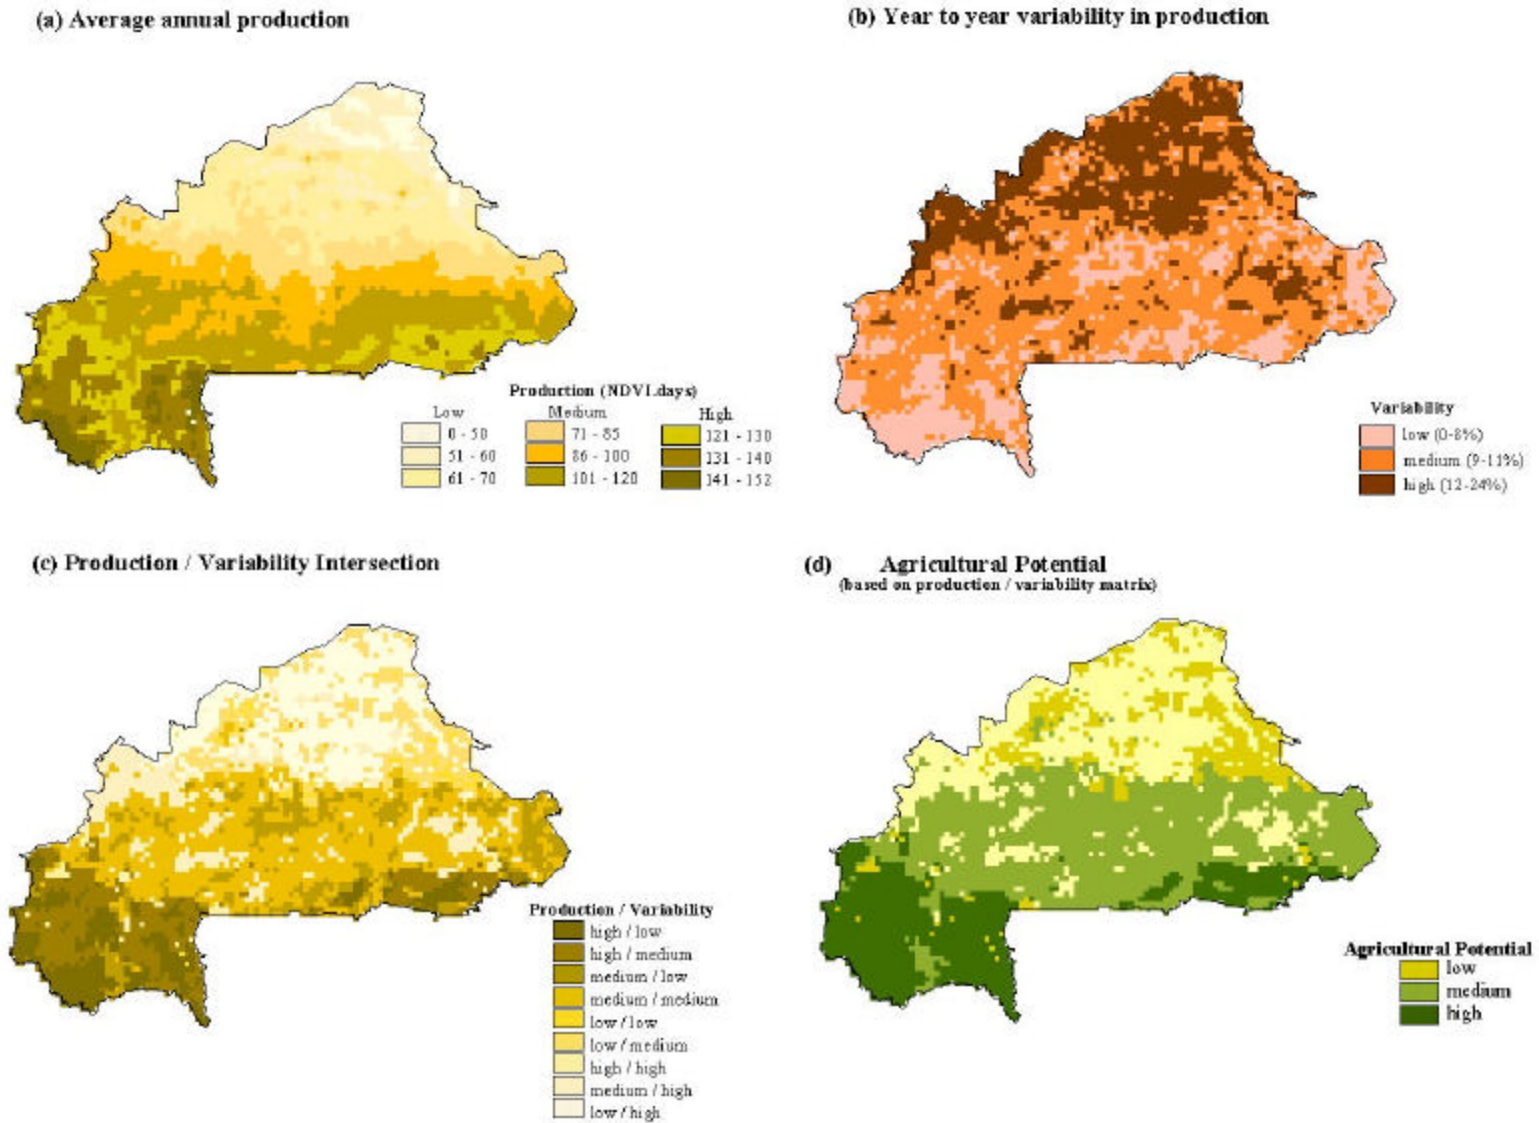 (a) Average annual production
(b) Year to year variability in production
Production (NDVI.days)
Low Medium High
0 - 50 71 - 85 121 - 130
51 - 60 86 - 100 131 - 140
61 - 70 101 - 120 141 - 152
Variability
low (0-8%)
medium (9-11%)
high (12-24%)
(c) Production / Variability Intersection
(d) Agricultural Potential
(based on production / variability matrix)
Production / Variability
high / low
high / medium
medium / low
medium / medium
low / low
low / medium
high / high
medium / high
low / high
Agricultural Potential
low
medium
high